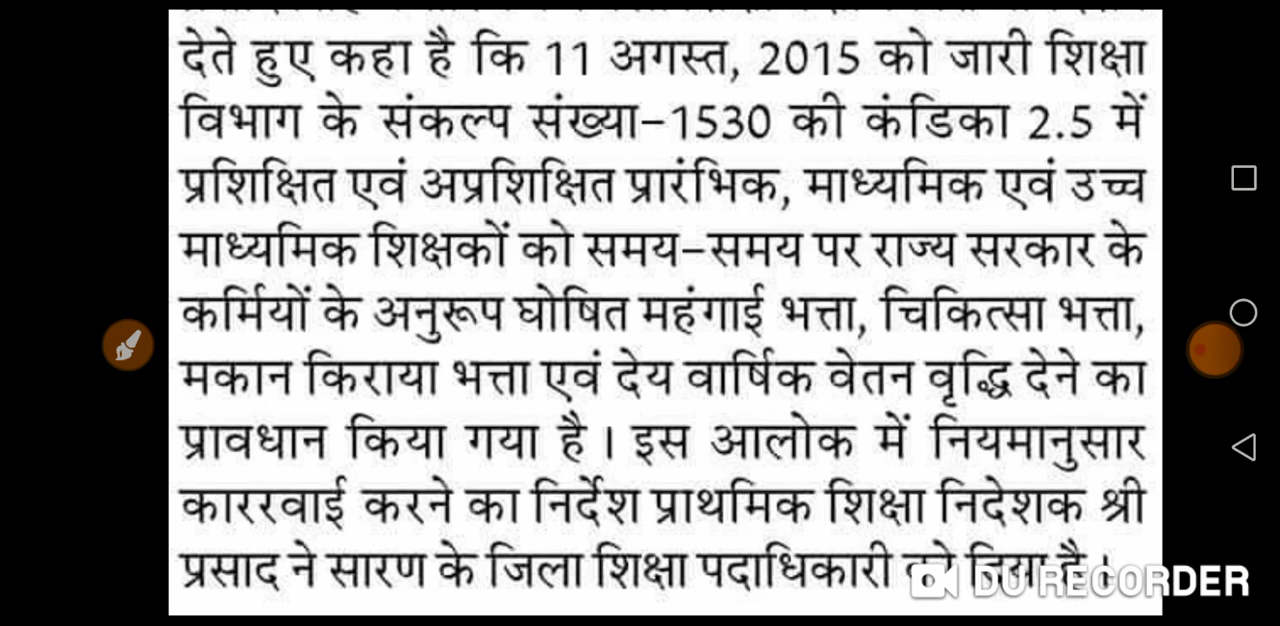 देते हुए कहा है कि 11 अगस्त, 2015 को जारी शिक्षा
विभाग के संकल्प संख्या-1530 की कंडिका 2.5 में
प्रशिक्षित एवं अप्रशिक्षित प्रारंभिक, माध्यमिक एवं उच्च
माध्यमिक शिक्षकों को समय-समय पर राज्य सरकार के
कर्मियों के अनुरूप घोषित महंगाई भत्ता, चिकित्सा भत्ता,
मकान किराया भत्ता एवं देय वार्षिक वेतन वृद्धि देने का
प्रावधान किया गया है। इस आलोक में नियमानुसार
काररवाई करने का निर्देश प्राथमिक शिक्षा निदेशक श्री
प्रसाद ने सारण के जिला शिक्षा पदाधिकारी को दिया है।
DU RECORDER